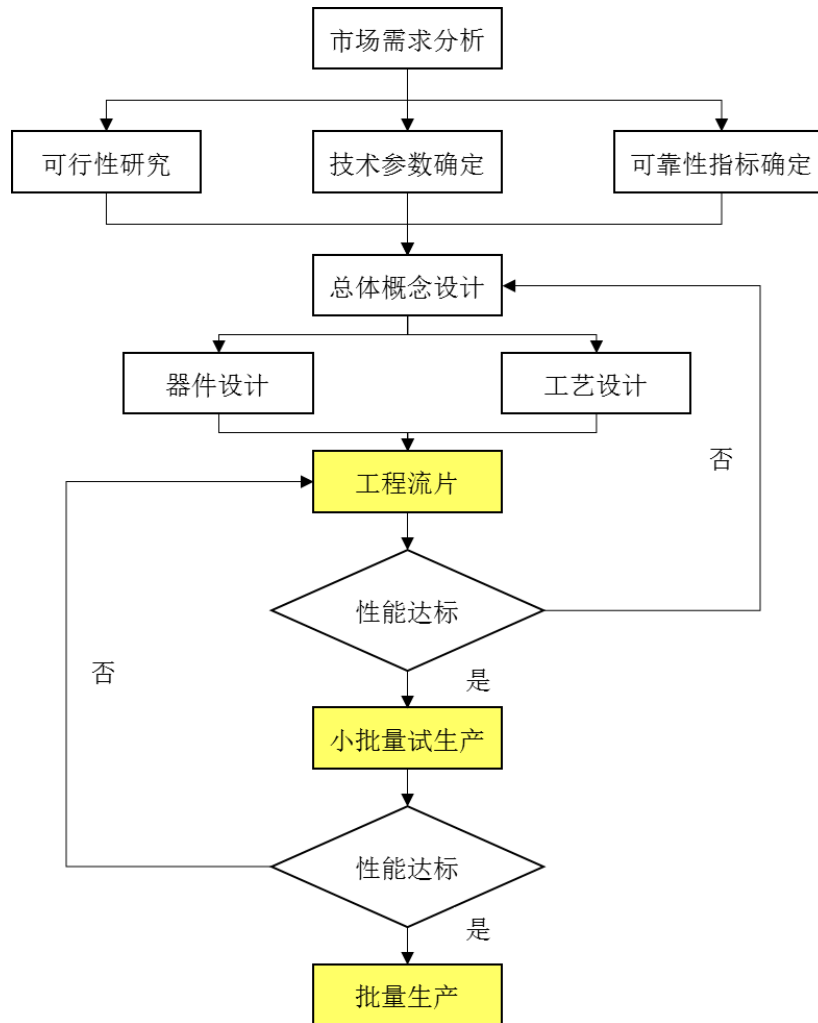 市场需求分析
可行性研究
技术参数确定
可靠性指标确定
总体概念设计
器件设计
工艺设计
否
工程流片
性能达标
否
是
小批量试生产
性能达标
是
批量生产